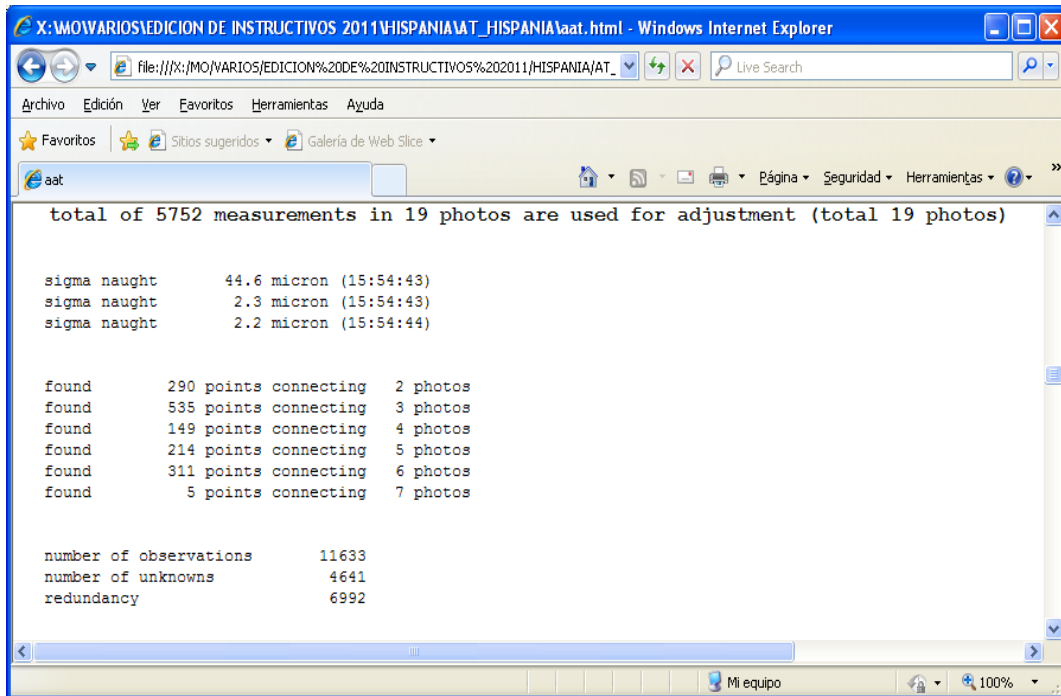 X:\MO\VARIOS\EDICION DE INSTRUCTIVOS 2011\HISPANIA\AT_HISPANIA\aat.html - Windows Internet Explorer
file:///X:/MO/VARIOS/EDICION%20DE%20INSTRUCTIVOS%202011/HISPANIA/AT_
Live Search
Archivo Edición Ver Favoritos Herramientas Ayuda
Favoritos Sitios sugeridos Galería de Web Slice
aat Página Seguridad Herramientas »
total of 5752 measurements in 19 photos are used for adjustment (total 19 photos)
sigma naught 44.6 micron (15:54:43)
sigma naught 2.3 micron (15:54:43)
sigma naught 2.2 micron (15:54:44)
found 290 points connecting 2 photos
found 535 points connecting 3 photos
found 149 points connecting 4 photos
found 214 points connecting 5 photos
found 311 points connecting 6 photos
found 5 points connecting 7 photos
number of observations 11633
number of unknowns 4641
redundancy 6992
Mi equipo 100%